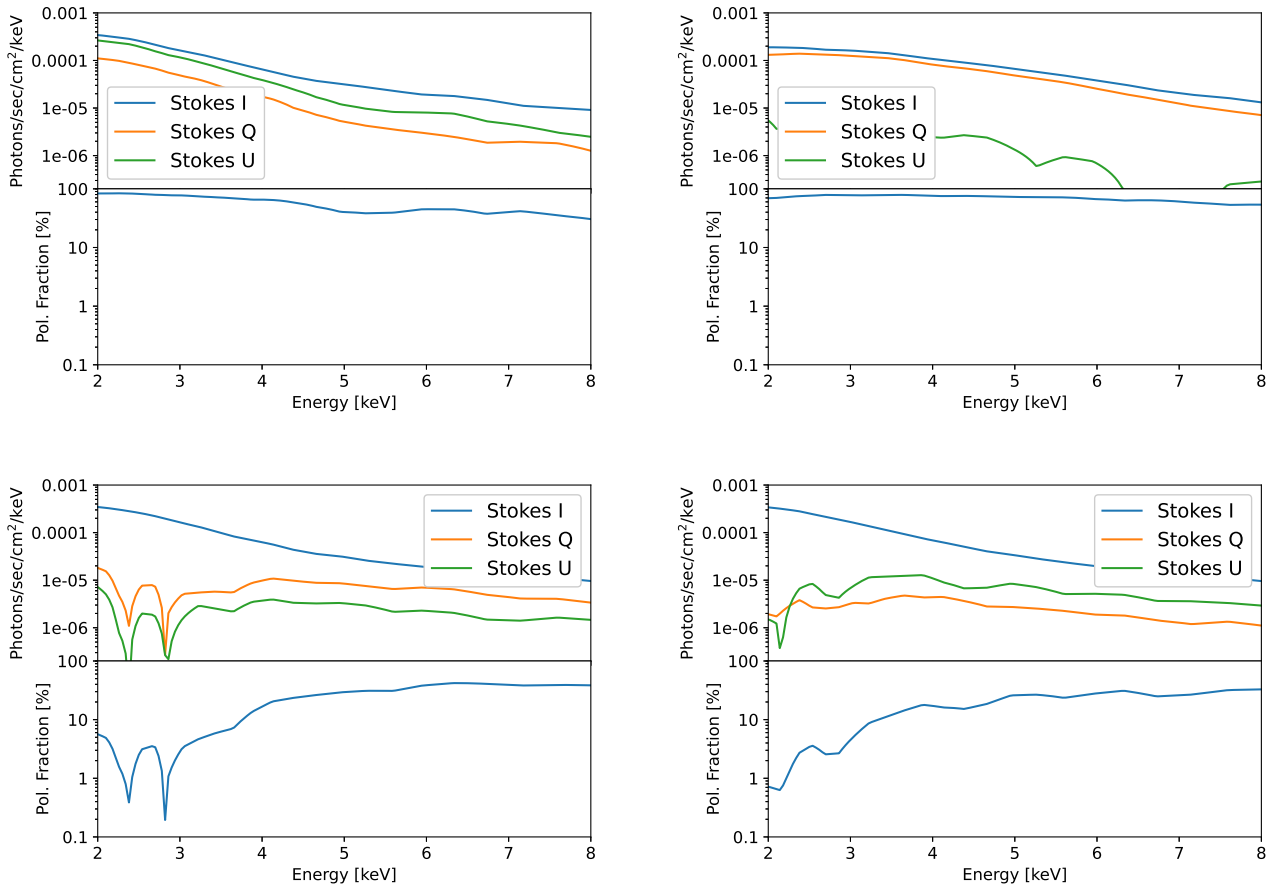 0.001
0.0001
1e-05
1e-06
Photons/sec/cm²/keV
Stokes I
Stokes Q
Stokes U
100
10
1
0.1
Pol. Fraction [%]
2 3 4 5 6 7 8
Energy [keV]
0.001
0.0001
1e-05
1e-06
Photons/sec/cm²/keV
Stokes I
Stokes Q
Stokes U
100
10
1
0.1
Pol. Fraction [%]
2 3 4 5 6 7 8
Energy [keV]
0.001
0.0001
1e-05
1e-06
Photons/sec/cm²/keV
Stokes I
Stokes Q
Stokes U
100
10
1
0.1
Pol. Fraction [%]
2 3 4 5 6 7 8
Energy [keV]
0.001
0.0001
1e-05
1e-06
Photons/sec/cm²/keV
Stokes I
Stokes Q
Stokes U
100
10
1
0.1
Pol. Fraction [%]
2 3 4 5 6 7 8
Energy [keV]